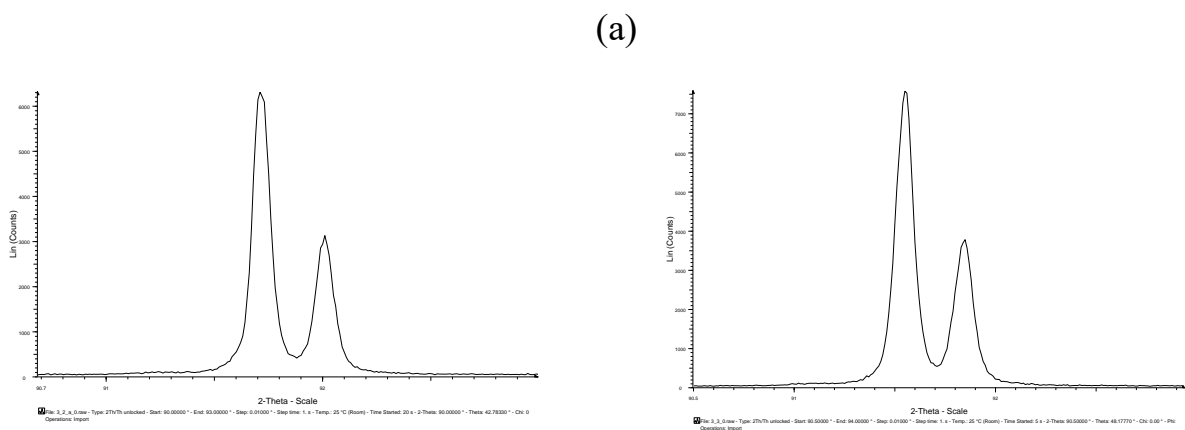 (a)
Lin (Counts)
6000
5000
4000
3000
2000
1000
0
90.7 91 92
2-Theta - Scale
File: 3_2_a_0.raw - Type: 2Th/Th unlocked - Start: 90.00000 ° - End: 93.00000 ° - Step: 0.01000 ° - Step time: 1. s - Temp.: 25 °C (Room) - Time Started: 20 s - 2-Theta: 90.00000 ° - Theta: 42.78330 ° - Chi: 0
Operations: Import
Lin (Counts)
7000
6000
5000
4000
3000
2000
1000
0
90.5 91 92
2-Theta - Scale
File: 3_3_0.raw - Type: 2Th/Th unlocked - Start: 90.50000 ° - End: 94.00000 ° - Step: 0.01000 ° - Step time: 1. s - Temp.: 25 °C (Room) - Time Started: 5 s - 2-Theta: 90.50000 ° - Theta: 48.17770 ° - Chi: 0.00 ° - Phi:
Operations: Import